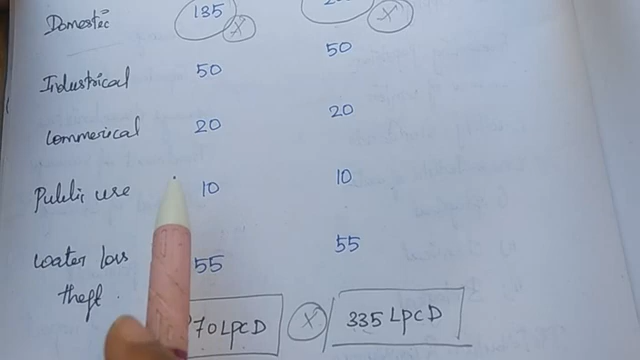 Domestic 135
Industrical 50 50
Commerical 20 20
Public use 10 10
Water loss 55 55
theft
70 LpCD X 335 LpCD